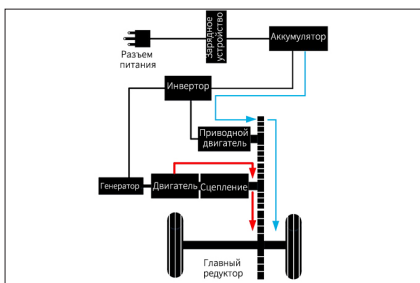 Разъем
питания
Зарядное
устройство
Аккумулятор
Инвертор
Приводной
двигатель
Генератор
Двигатель
Сцепление
Главный
редуктор